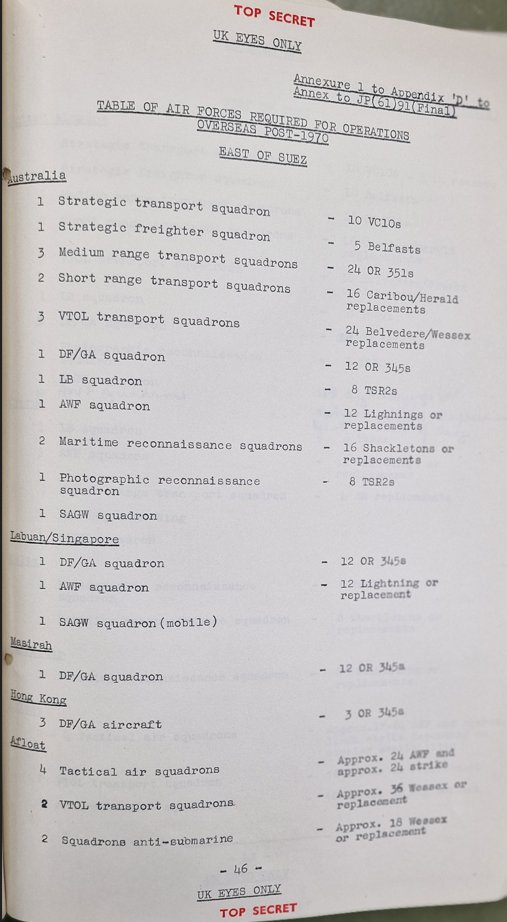 TOP SECRET
UK EYES ONLY
Annexure 1 to Appendix 'D' to
Annex to JP(61)91(Final)
TABLE OF AIR FORCES REQUIRED FOR OPERATIONS
OVERSEAS POST-1970
EAST OF SUEZ
Australia
1 Strategic transport squadron - 10 VC10s
1 Strategic freighter squadron - 5 Belfasts
3 Medium range transport squadrons - 24 OR 351s
2 Short range transport squadrons - 16 Caribou/Herald
replacements
3 VTOL transport squadrons - 24 Belvedere/Wessex
replacements
1 DF/GA squadron - 12 OR 345s
1 LB squadron - 8 TSR2s
1 AWF squadron - 12 Lightnings or
replacements
2 Maritime reconnaissance squadrons - 16 Shackletons or
replacements
1 Photographic reconnaissance - 8 TSR2s
squadron
1 SAGW squadron
Labuan/Singapore
1 DF/GA squadron - 12 OR 345s
1 AWF squadron - 12 Lightning or
replacement
1 SAGW squadron (mobile)
Masirah
1 DF/GA squadron - 12 OR 345s
Hong Kong
3 DF/GA aircraft - 3 OR 345s
Afloat
4 Tactical air squadrons - Approx. 24 AWF and
approx. 24 strike
2 VTOL transport squadrons - Approx. 36 Wessex or
replacement
2 Squadrons anti-submarine - Approx. 18 Wessex
or replacement
- 46 -
UK EYES ONLY
TOP SECRET